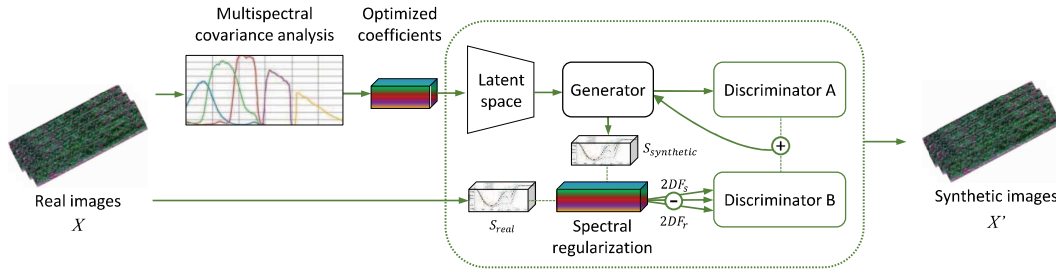 Multispectral
covariance analysis
Optimized
coefficients
Latent
space
Generator
Discriminator A
S_synthetic
+
Real images
X
S_real
Spectral
regularization
2DF_s
−
2DF_r
Discriminator B
Synthetic images
X'